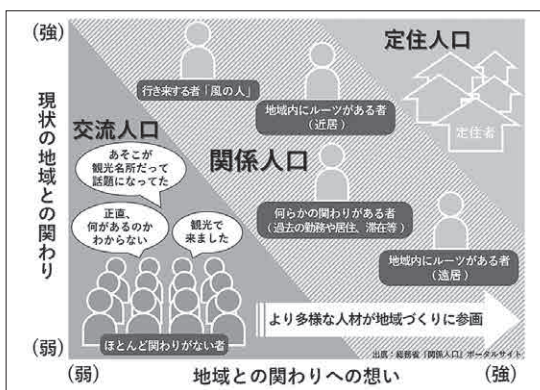 (強)
現状の地域との関わり
(弱)
定住人口
定住者
行き来する者「風の人」
地域内にルーツがある者
(近居)
交流人口
関係人口
あそこが
観光名所だって
話題になってた
正直、
何があるのか
わからない
観光で
来ました
何らかの関わりがある者
(過去の勤務や居住、滞在等)
地域内にルーツがある者
(遠居)
より多様な人材が地域づくりに参画
ほとんど関わりがない者
出展：総務省『関係人口』ポータルサイト
(弱)
地域との関わりへの想い
(強)